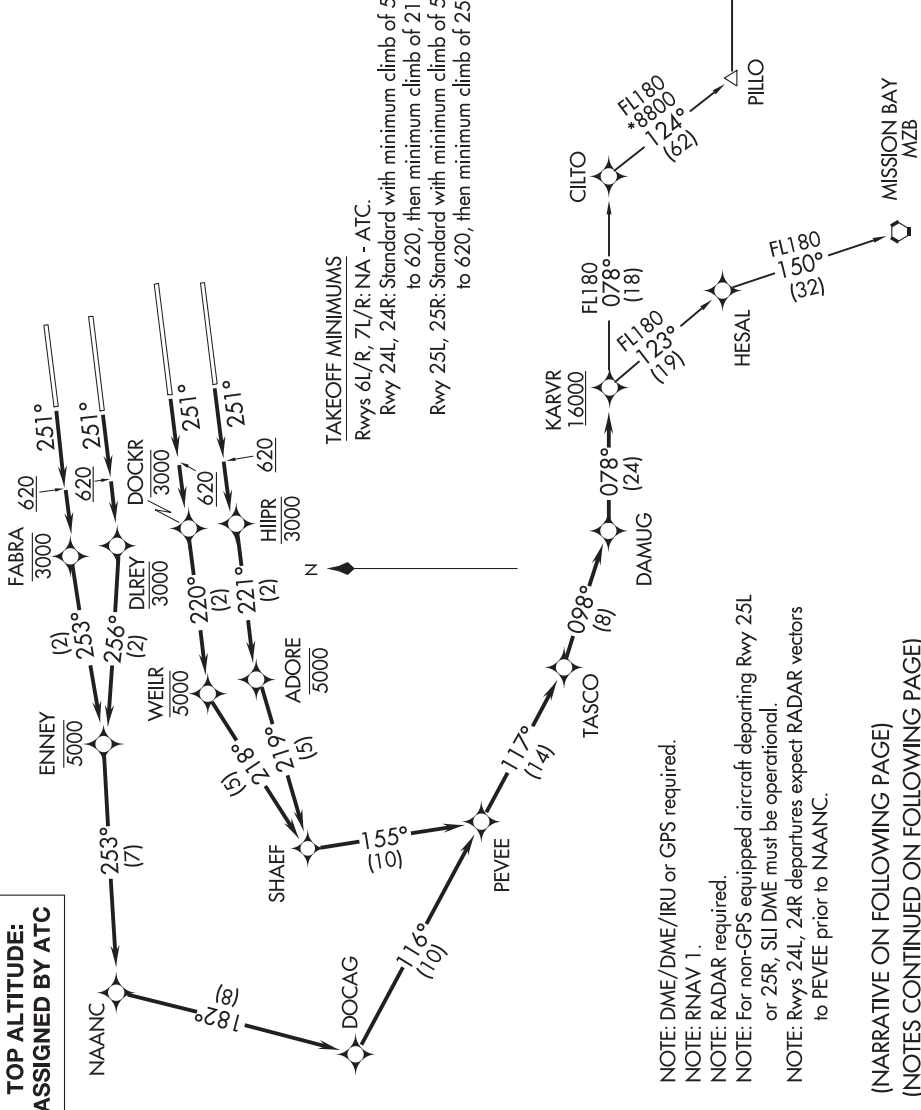 TOP ALTITUDE:
ASSIGNED BY ATC
FABRA
3000
620
251°
620
251°
DOCKR
3000
251°
620
251°
620
HIIPR
3000
DLREY
3000
(2)
253°
256°
(2)
220°
(2)
221°
(2)
ENNEY
5000
WEILR
5000
ADORE
5000
253°
(7)
(5)
218°
219°
(5)
NAANC
SHAEF
182°
(8)
155°
(10)
DOCAG
116°
(10)
PEVEE
117°
(14)
TASCO
098°
(8)
DAMUG
078°
(24)
KARVR
16000
FL180
078°
(18)
CILTO
FL180
*8800
124°
(62)
PILLO
FL180
123°
(19)
HESAL
FL180
150°
(32)
MISSION BAY
MZB
N
TAKEOFF MINIMUMS
Rwys 6L/R, 7L/R: NA - ATC.
Rwy 24L, 24R: Standard with minimum climb of 5
to 620, then minimum climb of 21
Rwy 25L, 25R: Standard with minimum climb of 5
to 620, then minimum climb of 25
NOTE: DME/DME/IRU or GPS required.
NOTE: RNAV 1.
NOTE: RADAR required.
NOTE: For non-GPS equipped aircraft departing Rwy 25L
or 25R, SLI DME must be operational.
NOTE: Rwys 24L, 24R departures expect RADAR vectors
to PEVEE prior to NAANC.
(NARRATIVE ON FOLLOWING PAGE)
(NOTES CONTINUED ON FOLLOWING PAGE)